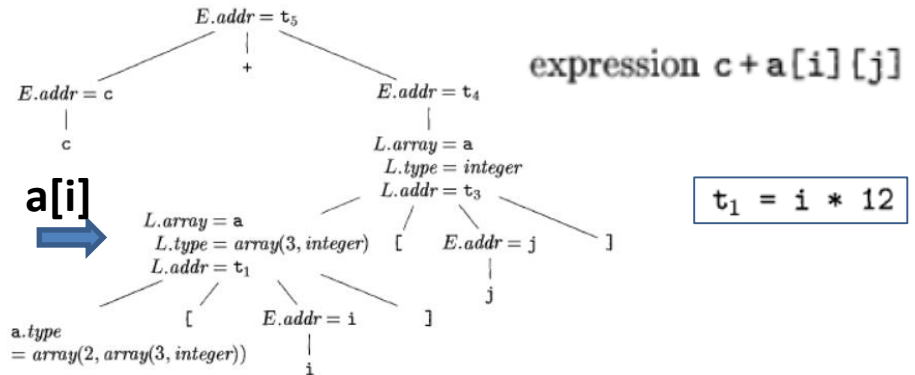 E.addr = t₅
+
expression c + a[i][j]
E.addr = c
E.addr = t₄
c
L.array = a
L.type = integer
L.addr = t₃
a[i]
t₁ = i * 12
L.array = a
L.type = array(3, integer)
L.addr = t₁
[
E.addr = j
]
j
a.type
= array(2, array(3, integer))
[
E.addr = i
]
i